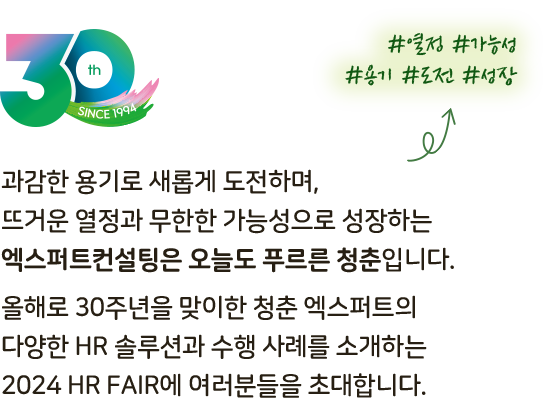 30th
SINCE 1994
#열정 #가능성
#용기 #도전 #성장
과감한 용기로 새롭게 도전하며,
뜨거운 열정과 무한한 가능성으로 성장하는
엑스퍼트컨설팅은 오늘도 푸르른 청춘입니다.
올해로 30주년을 맞이한 청춘 엑스퍼트의
다양한 HR 솔루션과 수행 사례를 소개하는
2024 HR FAIR에 여러분들을 초대합니다.